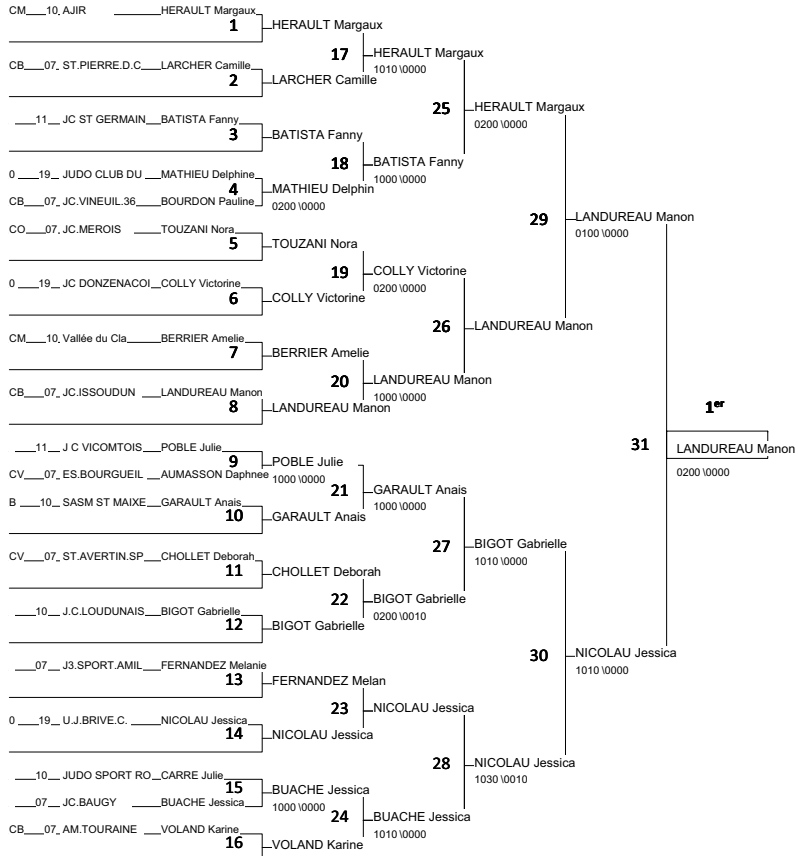 CM 10 AJIR HERAULT Margaux
1 HERAULT Margaux
17 HERAULT Margaux
1010 \0000
CB 07 ST.PIERRE.D.C LARCHER Camille
2 LARCHER Camille
25 HERAULT Margaux
0200 \0000
11 JC ST GERMAIN BATISTA Fanny
3 BATISTA Fanny
18 BATISTA Fanny
1000 \0000
0 19 JUDO CLUB DU MATHIEU Delphine
4 MATHIEU Delphin
0200 \0000
CB 07 JC.VINEUIL.36 BOURDON Pauline
29 LANDUREAU Manon
0100 \0000
CO 07 JC.MEROIS TOUZANI Nora
5 TOUZANI Nora
19 COLLY Victorine
0200 \0000
0 19 JC DONZENACOI COLLY Victorine
6 COLLY Victorine
26 LANDUREAU Manon
CM 10 Vallée du Cla BERRIER Amelie
7 BERRIER Amelie
20 LANDUREAU Manon
1000 \0000
CB 07 JC.ISSOUDUN LANDUREAU Manon
8 LANDUREAU Manon
1er
31 LANDUREAU Manon
0200 \0000
11 J C VICOMTOIS POBLE Julie
9 POBLE Julie
1000 \0000
CV 07 ES.BOURGUEIL AUMASSON Daphnee
21 GARAULT Anais
1000 \0000
B 10 SASM ST MAIXE GARAULT Anais
10 GARAULT Anais
27 BIGOT Gabrielle
1010 \0000
CV 07 ST.AVERTIN.SP CHOLLET Deborah
11 CHOLLET Deborah
22 BIGOT Gabrielle
0200 \0010
10 J.C.LOUDUNAIS BIGOT Gabrielle
12 BIGOT Gabrielle
30 NICOLAU Jessica
1010 \0000
07 J3.SPORT.AMIL FERNANDEZ Melanie
13 FERNANDEZ Melan
23 NICOLAU Jessica
0 19 U.J.BRIVE.C. NICOLAU Jessica
14 NICOLAU Jessica
28 NICOLAU Jessica
1030 \0010
10 JUDO SPORT RO CARRE Julie
15 BUACHE Jessica
1000 \0000
07 JC.BAUGY BUACHE Jessica
24 BUACHE Jessica
1010 \0000
CB 07 AM.TOURAINE VOLAND Karine
16 VOLAND Karine